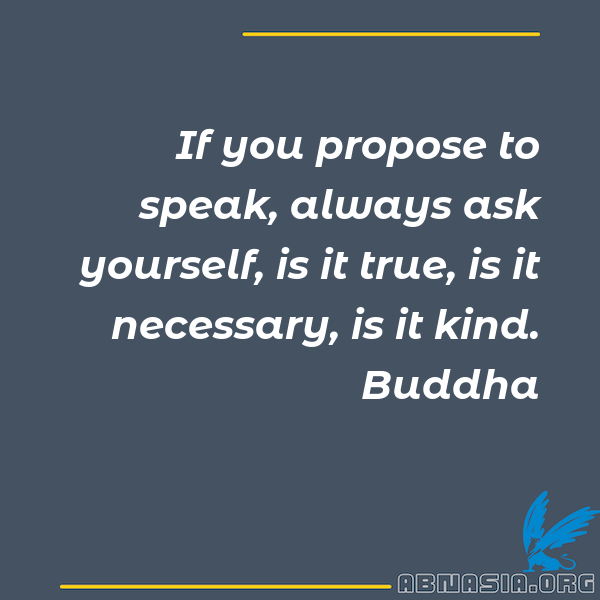 If you propose to
speak, always ask
yourself, is it true, is it
necessary, is it kind.
Buddha
ABNASIA.ORG